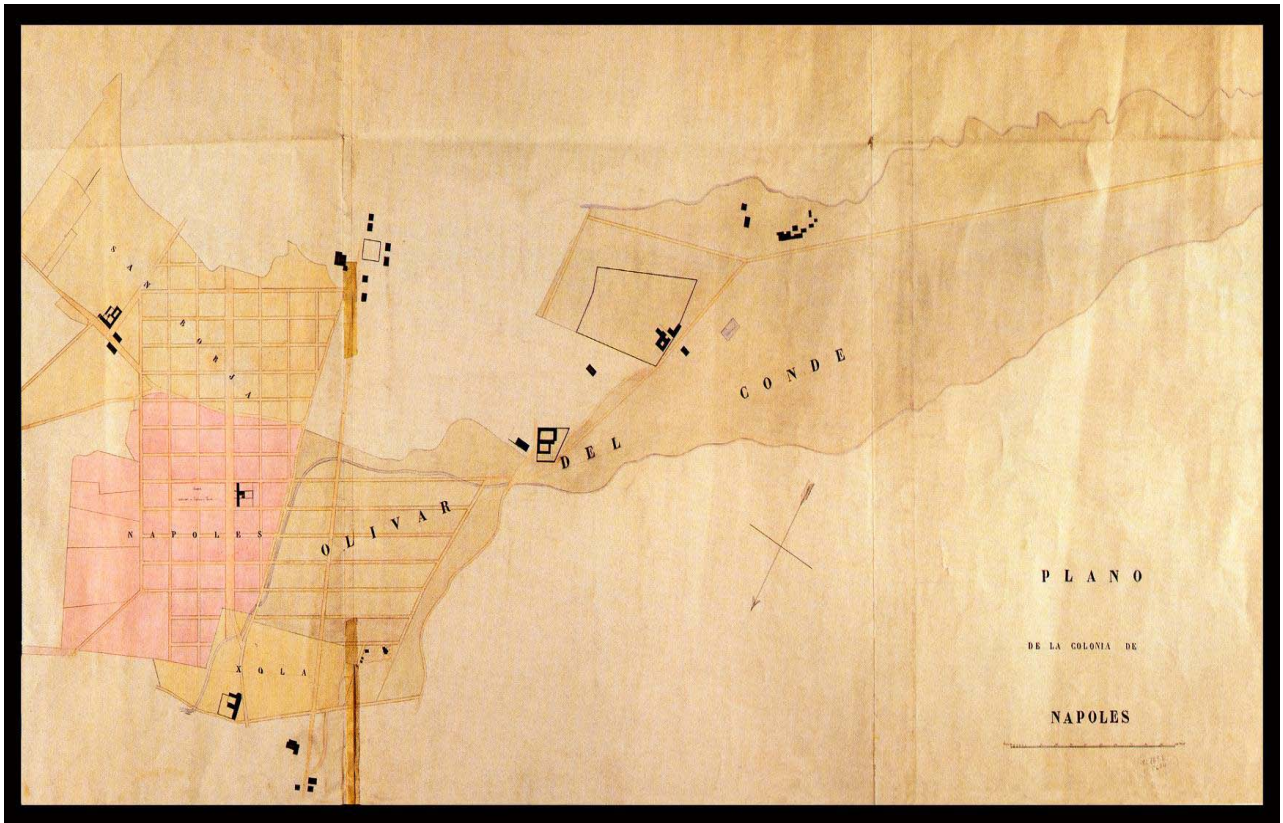 SAN BORJA
NAPOLES
XOLA
OLIVAR DEL CONDE
PLANO
DE LA COLONIA DE
NAPOLES